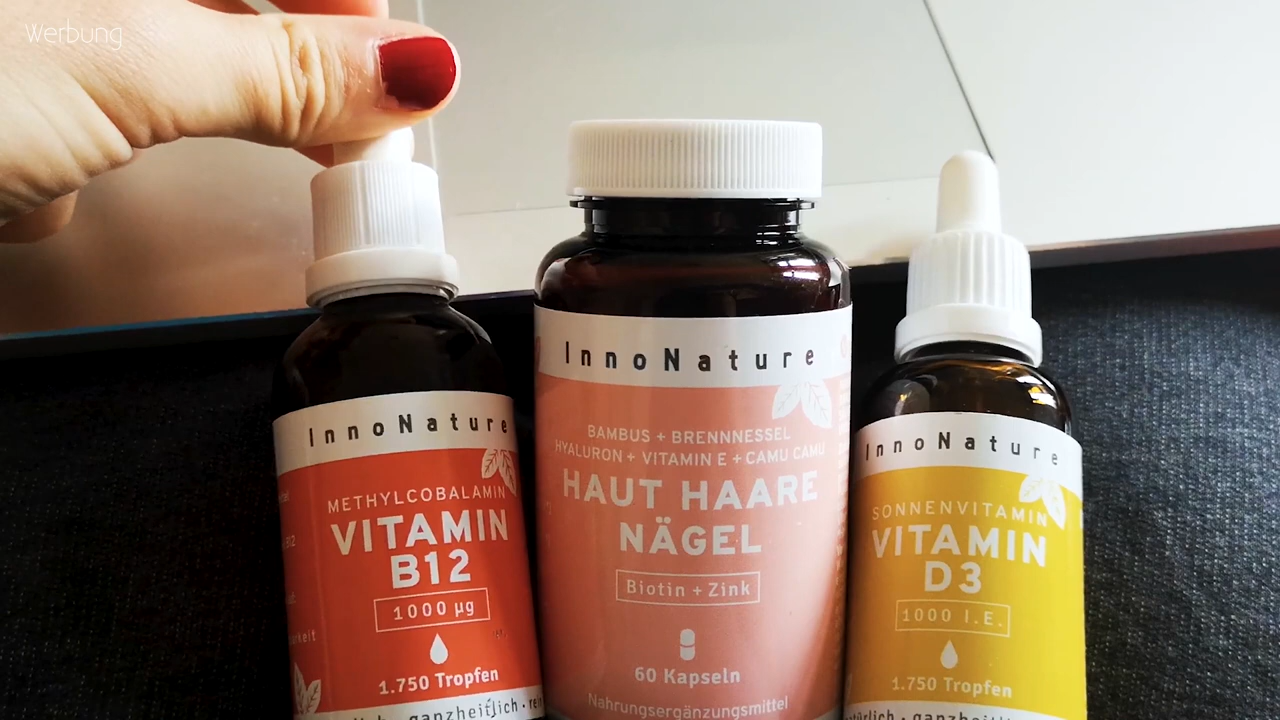 Werbung
InnoNature
METHYLCOBALAMIN
VITAMIN
B12
1000 µg
1.750 Tropfen
ganzheitlich · 
InnoNature
BAMBUS + BRENNNESSEL
HYALURON + VITAMIN E + CAMU CAMU
HAUT HAARE
NÄGEL
Biotin + Zink
60 Kapseln
Nahrungsergänzungsmittel
InnoNature
SONNENVITAMIN
VITAMIN
D3
1000 I.E.
1.750 Tropfen